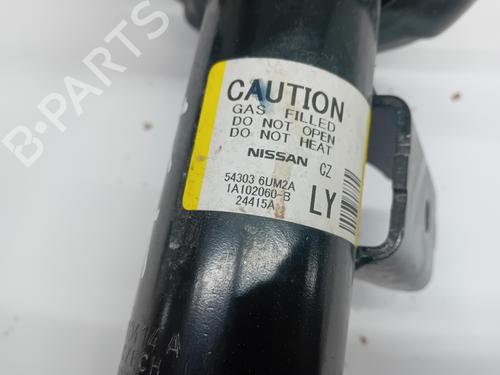 CAUTION
GAS FILLED
DO NOT OPEN
DO NOT HEAT
NISSAN CZ
54303 6UM2A
1A102060-B
24415A
LY
B-PARTS